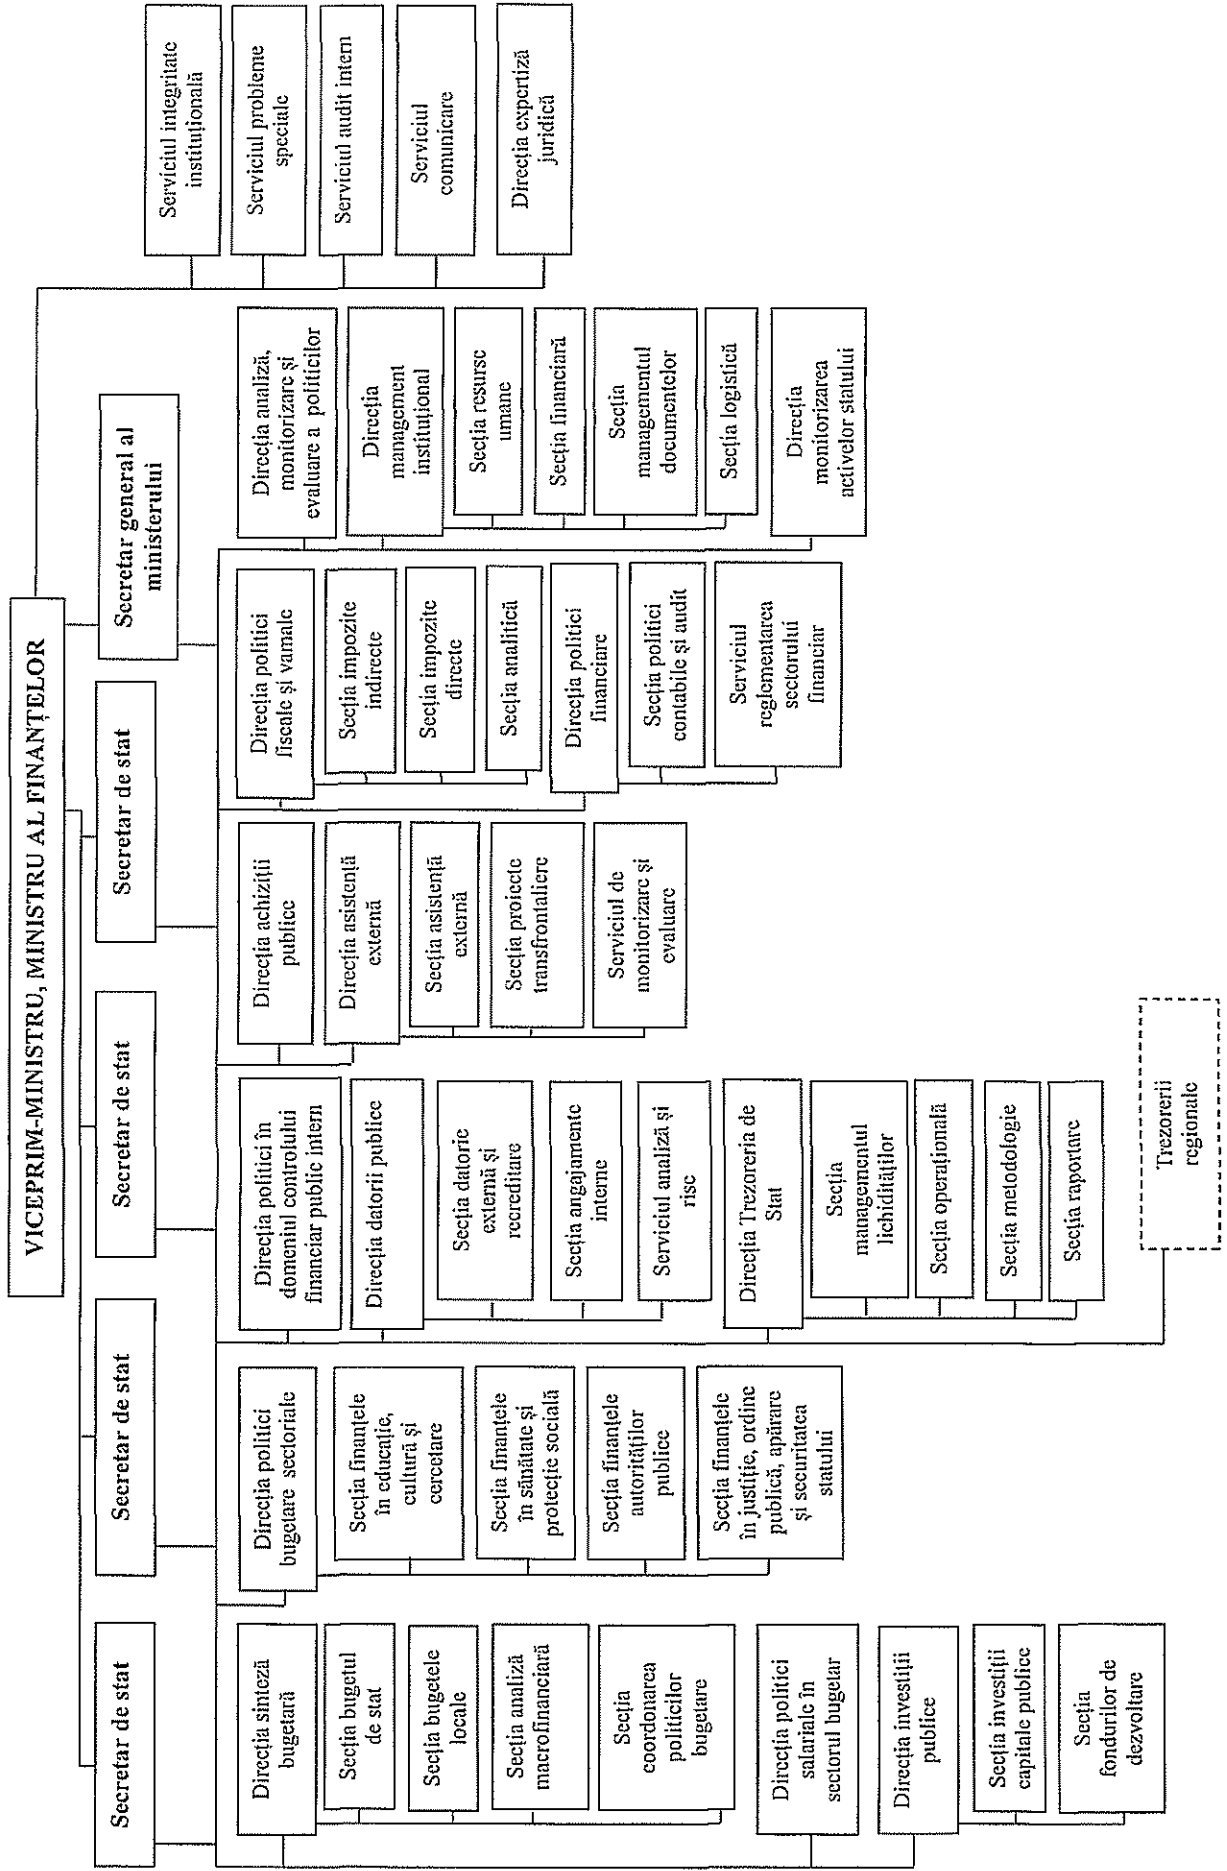 VICEPRIM-MINISTRU, MINISTRU AL FINANȚELOR
Secretar de stat
Secretar de stat
Secretar de stat
Secretar de stat
Secretar general al
ministerului
Direcția sinteză
bugetară
Secția bugetul
de stat
Secția bugetele
locale
Secția analiză
macrofinanciară
Secția
coordonarea
politicilor
bugetare
Direcția politici
salariale în
sectorul bugetar
Direcția investiții
publice
Secția investiții
capitale publice
Secția
fondurilor de
dezvoltare
Direcția politici
bugetare sectoriale
Secția finanțele
în educație,
cultură și
cercetare
Secția finanțele
în sănătate și
protecție socială
Secția finanțele
autorităților
publice
Secția finanțele
în justiție, ordine
publică, apărare
și securitatea
statului
Direcția politici în
domeniul controlului
financiar public intern
Direcția datorii publice
Secția datorie
externă și
recreditare
Secția angajamente
interne
Serviciul analiză și
risc
Direcția Trezoreria de
Stat
Secția
managementul
lichidităților
Secția operațională
Secția metodologie
Secția raportare
Trezorerii
regionale
Direcția achiziții
publice
Direcția asistență
externă
Secția asistență
externă
Secția proiecte
transfrontaliere
Serviciul de
monitorizare și
evaluare
Direcția politici
fiscale și vamale
Secția impozite
indirecte
Secția impozite
directe
Secția analitică
Direcția politici
financiare
Secția politici
contabile și audit
Serviciul
reglementarea
sectorului
financiar
Direcția analiză,
monitorizare și
evaluare a politicilor
Direcția
management
instituțional
Secția resurse
umane
Secția financiară
Secția
managementul
documentelor
Secția logistică
Direcția
monitorizarea
activelor statului
Serviciul integritate
instituțională
Serviciul probleme
speciale
Serviciul audit intern
Serviciul
comunicare
Direcția expertiză
juridică